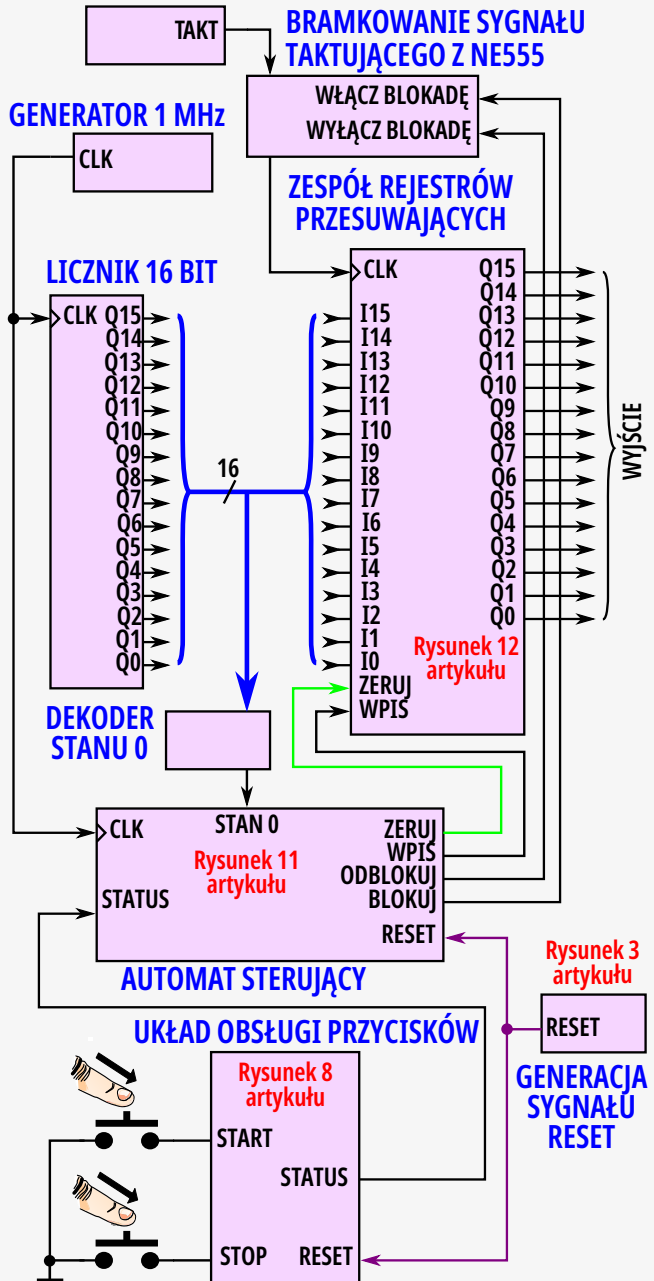 TAKT
BRAMKOWANIE SYGNAŁU
TAKTUJĄCEGO Z NE555
WŁĄCZ BLOKADĘ
WYŁĄCZ BLOKADĘ
GENERATOR 1 MHz
CLK
ZESPÓŁ REJESTRÓW
PRZESUWAJĄCYCH
LICZNIK 16 BIT
CLK
Q15
Q14
Q13
Q12
Q11
Q10
Q9
Q8
Q7
Q6
Q5
Q4
Q3
Q2
Q1
Q0
16
CLK
I15
I14
I13
I12
I11
I10
I9
I8
I7
I6
I5
I4
I3
I2
I1
I0
ZERUJ
WPIS
Q15
Q14
Q13
Q12
Q11
Q10
Q9
Q8
Q7
Q6
Q5
Q4
Q3
Q2
Q1
Q0
WYJŚCIE
Rysunek 12
artykułu
DEKODER
STANU 0
CLK
STAN 0
STATUS
Rysunek 11
artykułu
ZERUJ
WPIS
ODBLOKUJ
BLOKUJ
RESET
AUTOMAT STERUJĄCY
Rysunek 3
artykułu
RESET
GENERACJA
SYGNAŁU
RESET
UKŁAD OBSŁUGI PRZYCISKÓW
Rysunek 8
artykułu
START
STATUS
STOP
RESET